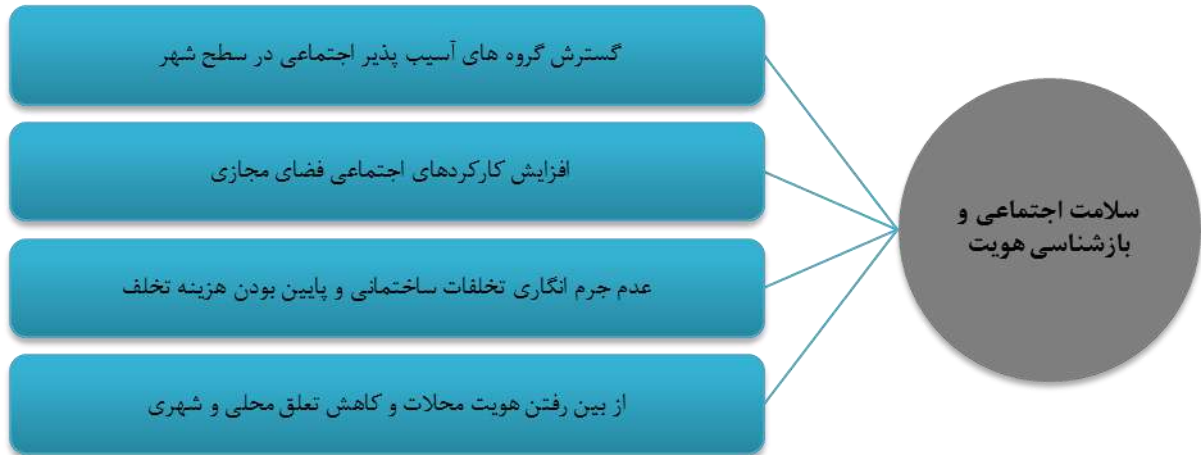 سلامت اجتماعی و
بازشناسی هویت
گسترش گروه های آسیب پذیر اجتماعی در سطح شهر
افزایش کارکردهای اجتماعی فضای مجازی
عدم جرم انگاری تخلفات ساختمانی و پایین بودن هزینه تخلف
از بین رفتن هویت محلات و کاهش تعلق محلی و شهری